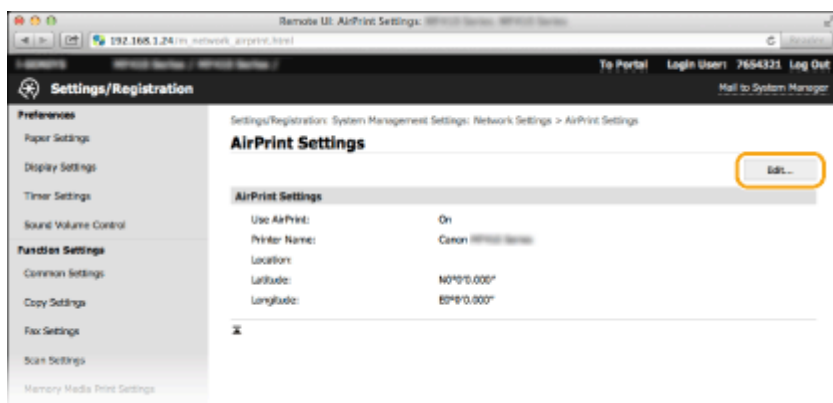 Remote UI: AirPrint Settings:
192.168.1.24/m_network_airprint.html
Reader
To Portal Login User: 7654321 Log Out
Settings/Registration
Mail to System Manager
Preferences
Paper Settings
Display Settings
Timer Settings
Sound Volume Control
Function Settings
Common Settings
Copy Settings
Fax Settings
Scan Settings
Memory Media Print Settings
Settings/Registration: System Management Settings: Network Settings > AirPrint Settings
AirPrint Settings
Edit...
AirPrint Settings
Use AirPrint: On
Printer Name: Canon
Location:
Latitude: N0°0'0.000"
Longitude: E0°0'0.000"